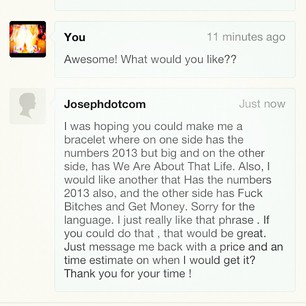 You 11 minutes ago
Awesome! What would you like??
Josephdotcom Just now
I was hoping you could make me a
bracelet where on one side has the
numbers 2013 but big and on the other
side, has We Are About That Life. Also, I
would like another that Has the numbers
2013 also, and the other side has Fuck
Bitches and Get Money. Sorry for the
language. I just really like that phrase . If
you could do that , that would be great.
Just message me back with a price and an
time estimate on when I would get it?
Thank you for your time !